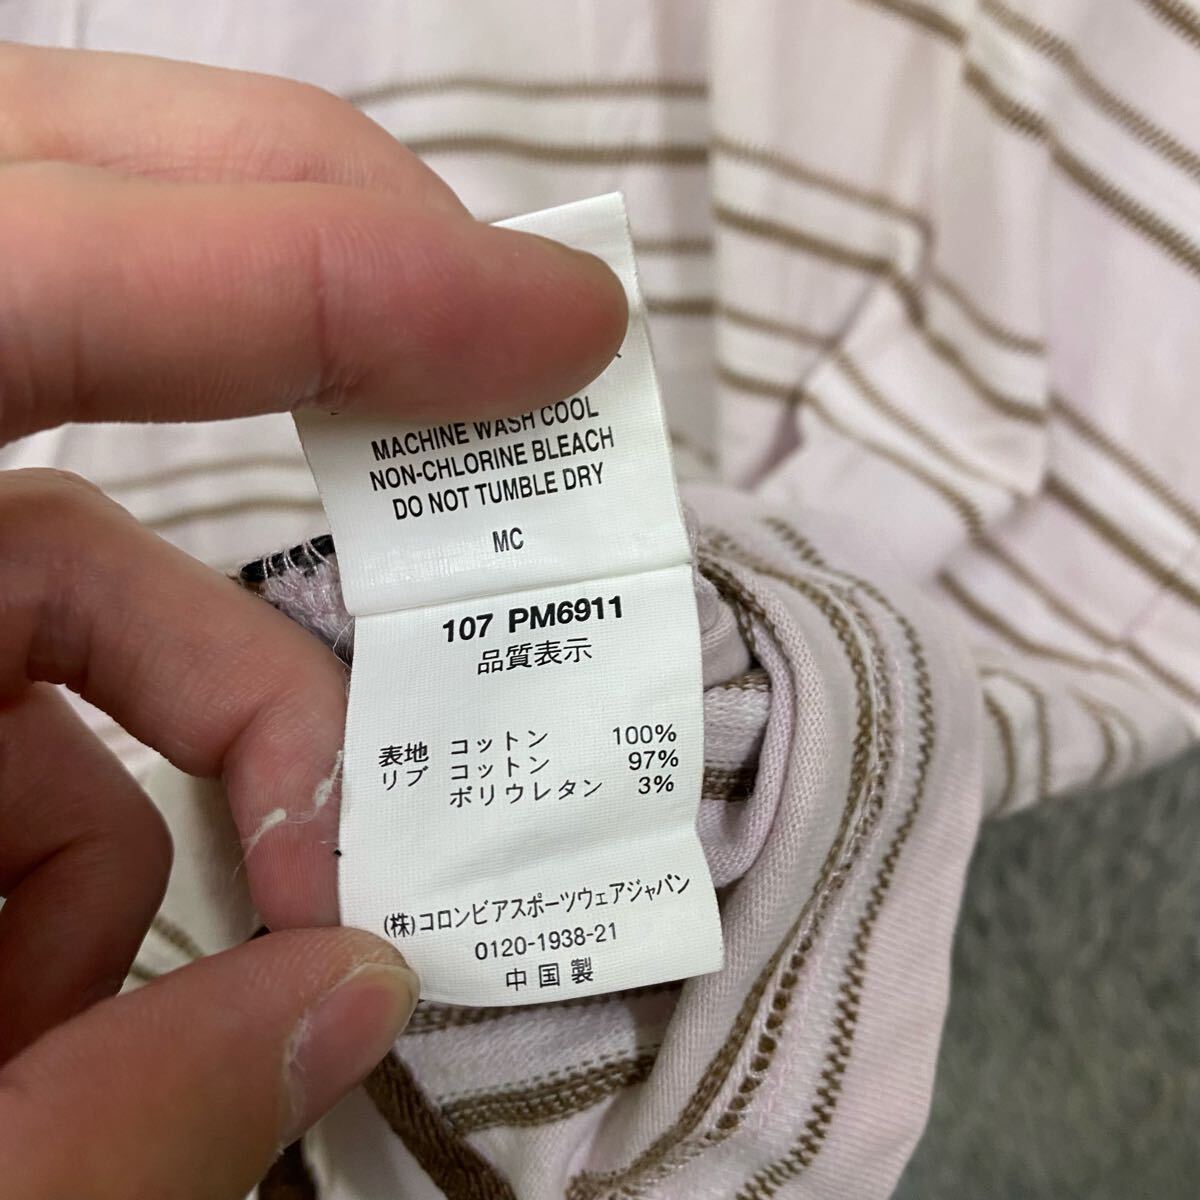 MACHINE WASH COOL
NON-CHLORINE BLEACH
DO NOT TUMBLE DRY
MC
107 PM6911
品質表示
表地 コットン 100%
リブ コットン 97%
ポリウレタン 3%
(株)コロンビアスポーツウェアジャパン
0120-1938-21
中国製